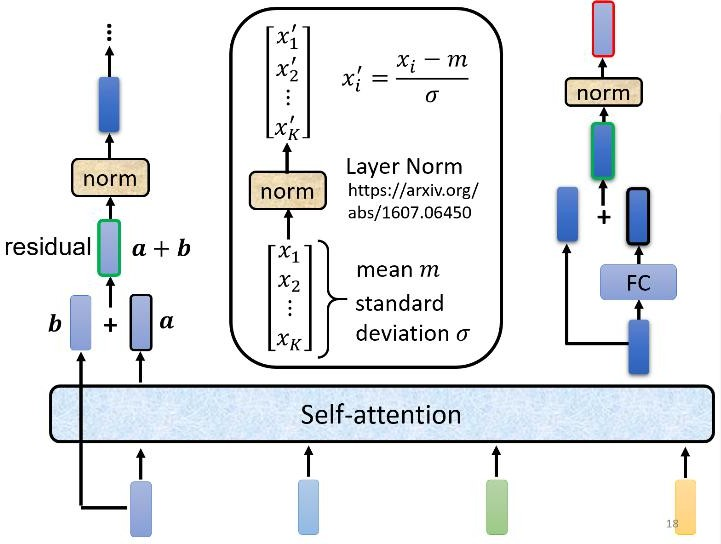 ⋮
norm
residual
a + b
b
+
a
x′₁
x′₂
⋮
x′K
x′ᵢ = (xᵢ − m) / σ
norm
Layer Norm
https://arxiv.org/
abs/1607.06450
x₁
x₂
⋮
xK
mean m
standard
deviation σ
norm
+
FC
Self-attention
18